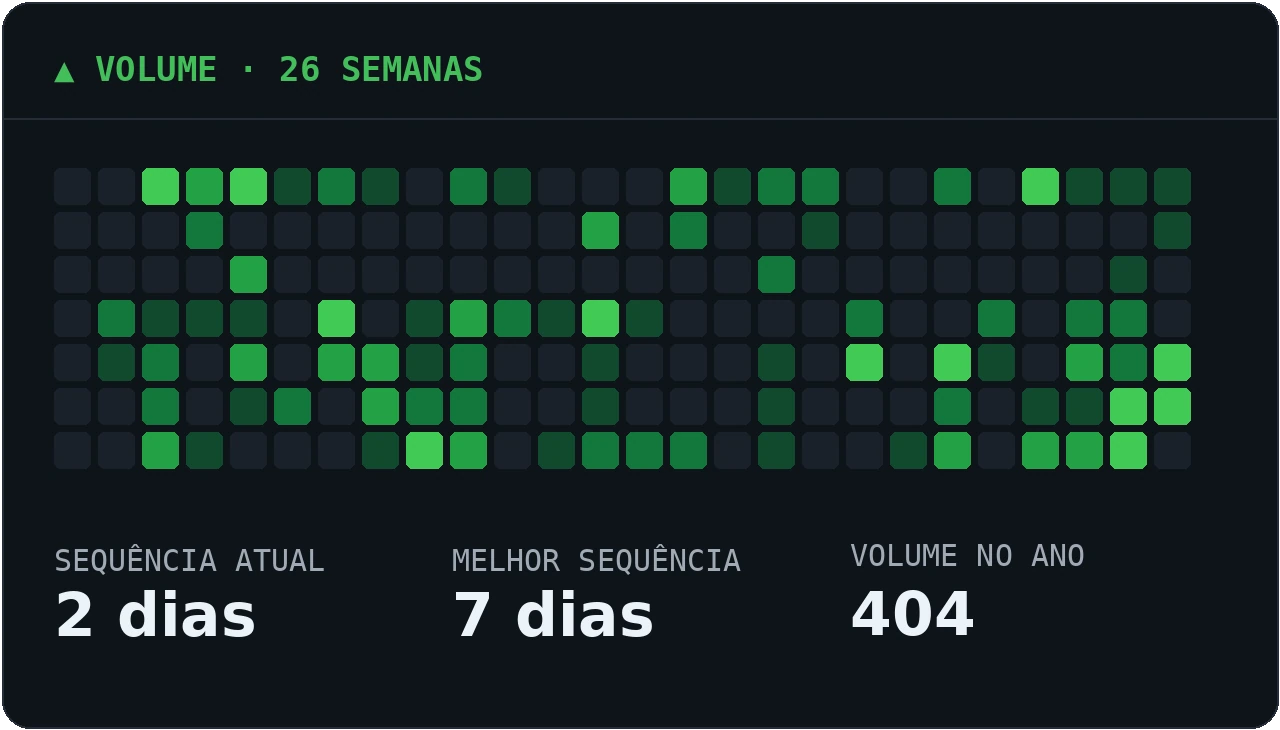 ▲ VOLUME · 26 SEMANAS
SEQUÊNCIA ATUAL
2 dias
MELHOR SEQUÊNCIA
7 dias
VOLUME NO ANO
404